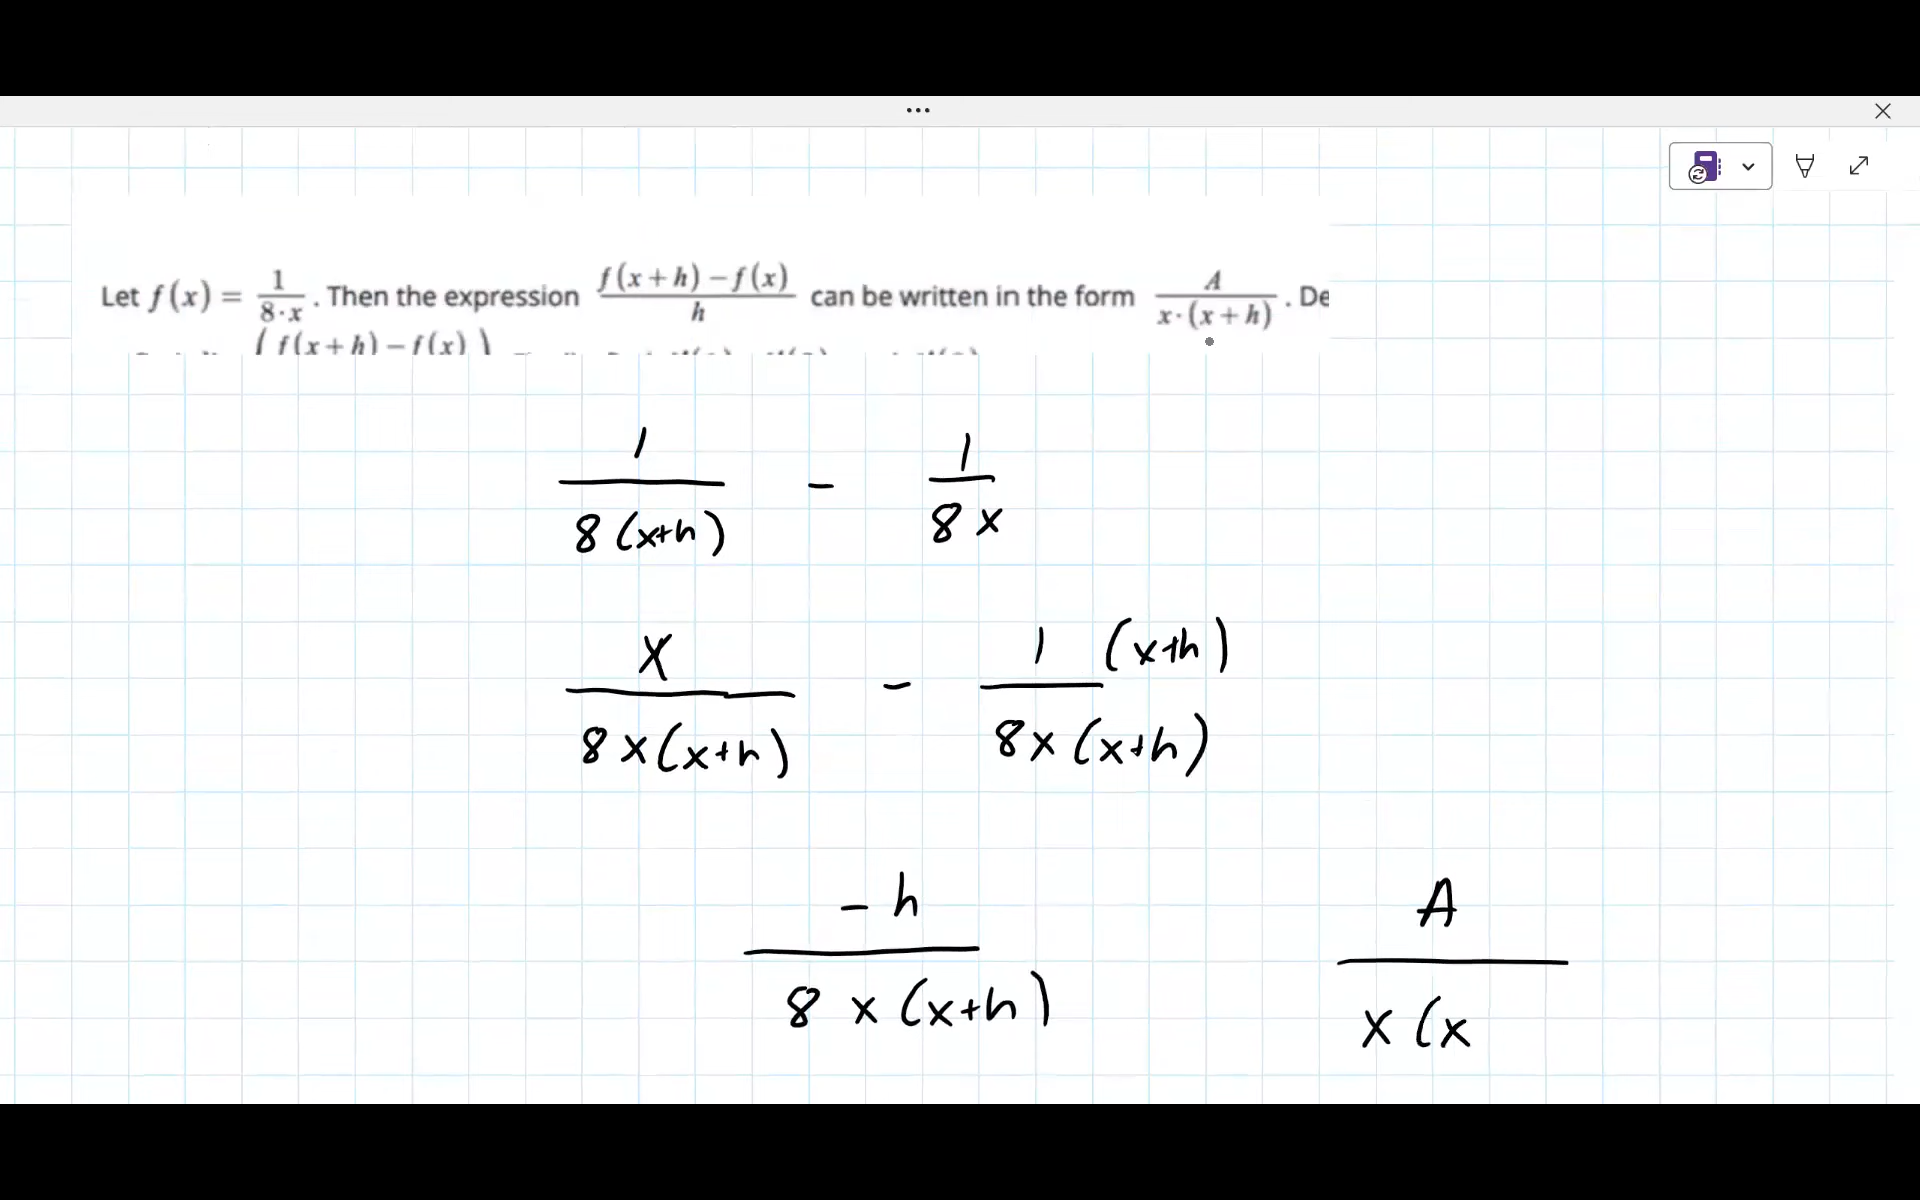 Let f(x) = 1/(8·x) . Then the expression (f(x+h)−f(x))/h can be written in the form A/(x·(x+h)) . De
( f(x+h)−f(x) )
1/(8(x+h)) - 1/(8x)
x/(8x(x+h)) - 1(x+h)/(8x(x+h))
-h/(8x(x+h)) A/(x(x